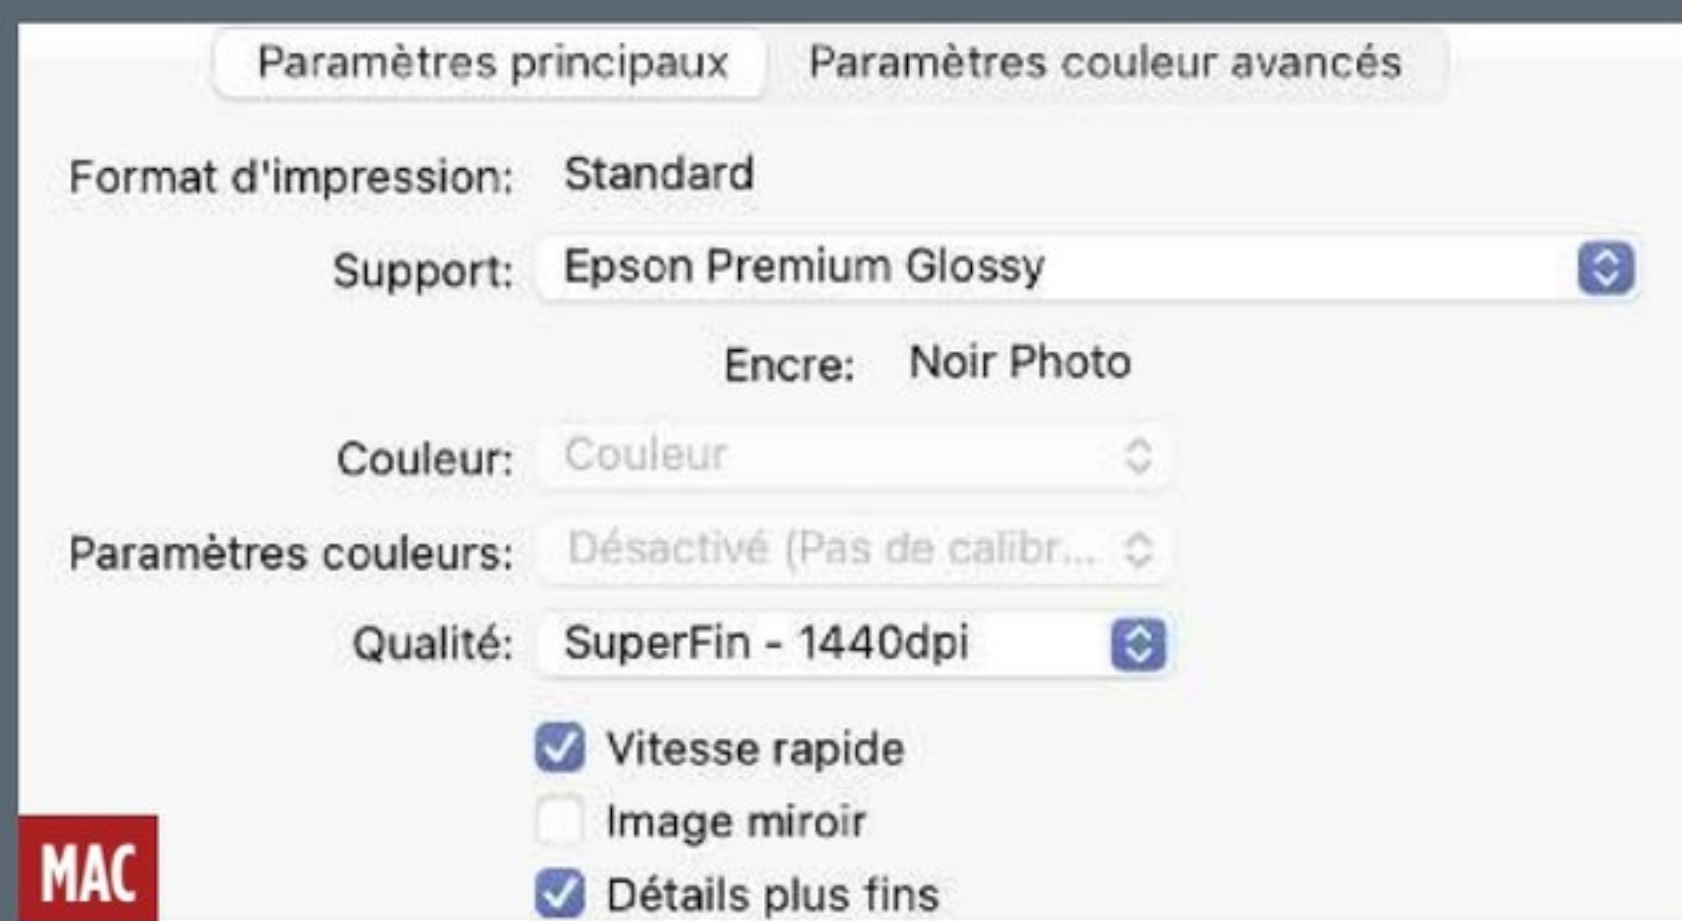 Paramètres principaux Paramètres couleur avancés
Format d'impression: Standard
Support: Epson Premium Glossy
Encre: Noir Photo
Couleur: Couleur
Paramètres couleurs: Désactivé (Pas de calibr...
Qualité: SuperFin - 1440dpi
Vitesse rapide
Image miroir
MAC
Détails plus fins